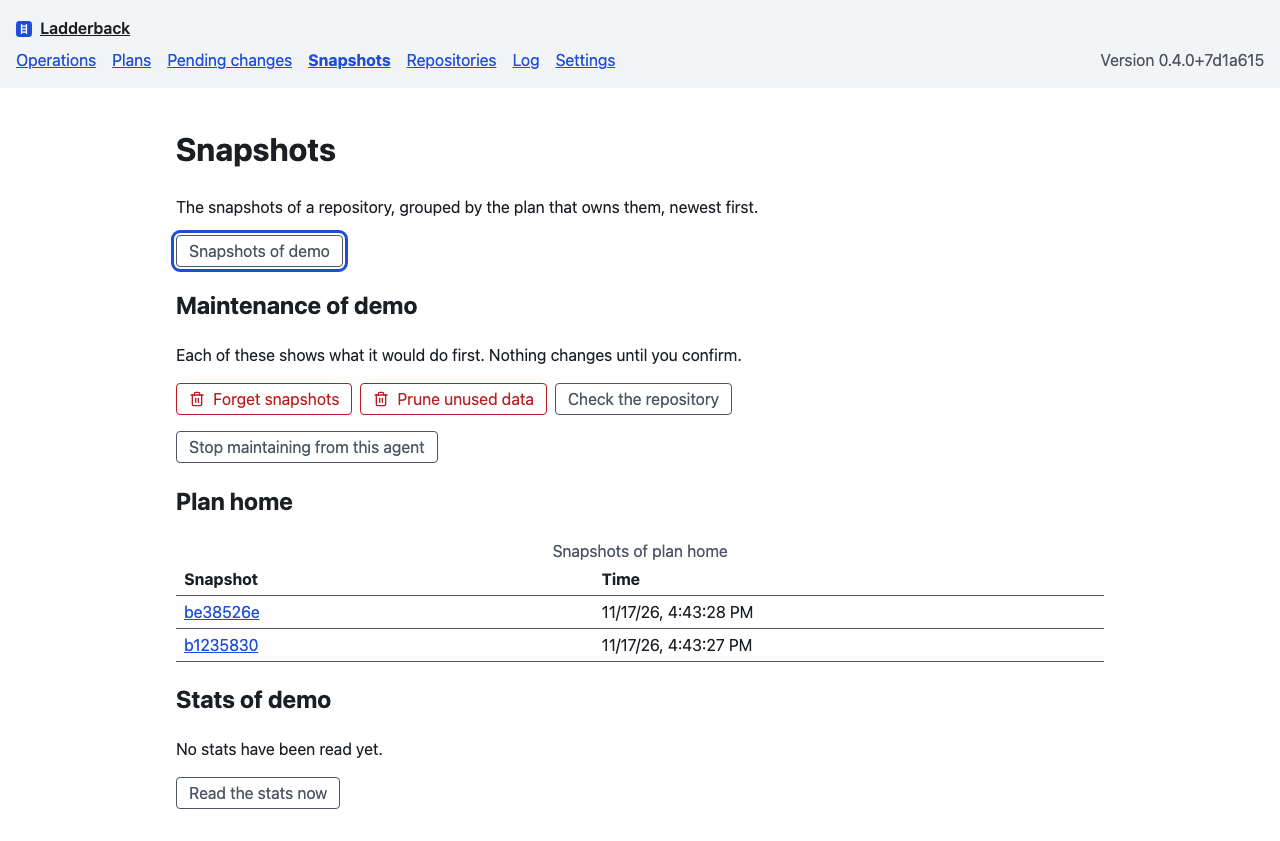 Ladderback
Operations Plans Pending changes Snapshots Repositories Log Settings Version 0.4.0+7d1a615
Snapshots
The snapshots of a repository, grouped by the plan that owns them, newest first.
Snapshots of demo
Maintenance of demo
Each of these shows what it would do first. Nothing changes until you confirm.
Forget snapshots Prune unused data Check the repository
Stop maintaining from this agent
Plan home
Snapshots of plan home
Snapshot Time
be38526e 11/17/26, 4:43:28 PM
b1235830 11/17/26, 4:43:27 PM
Stats of demo
No stats have been read yet.
Read the stats now